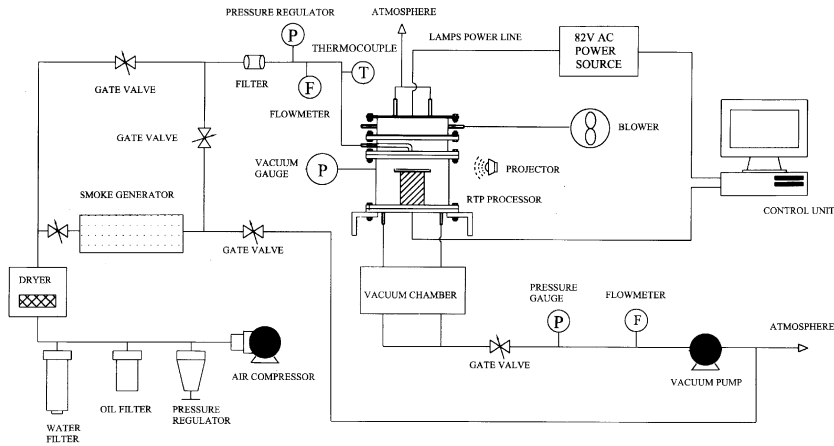 PRESSURE REGULATOR
ATMOSPHERE
P
LAMPS POWER LINE
82V AC
POWER
SOURCE
THERMOCOUPLE
T
GATE VALVE
FILTER
F
FLOWMETER
GATE VALVE
BLOWER
VACUUM
GAUGE
P
PROJECTOR
SMOKE GENERATOR
RTP PROCESSOR
CONTROL UNIT
GATE VALVE
DRYER
VACUUM CHAMBER
PRESSURE
GAUGE
FLOWMETER
P
F
ATMOSPHERE
GATE VALVE
VACUUM PUMP
AIR COMPRESSOR
WATER
FILTER
OIL FILTER
PRESSURE
REGULATOR